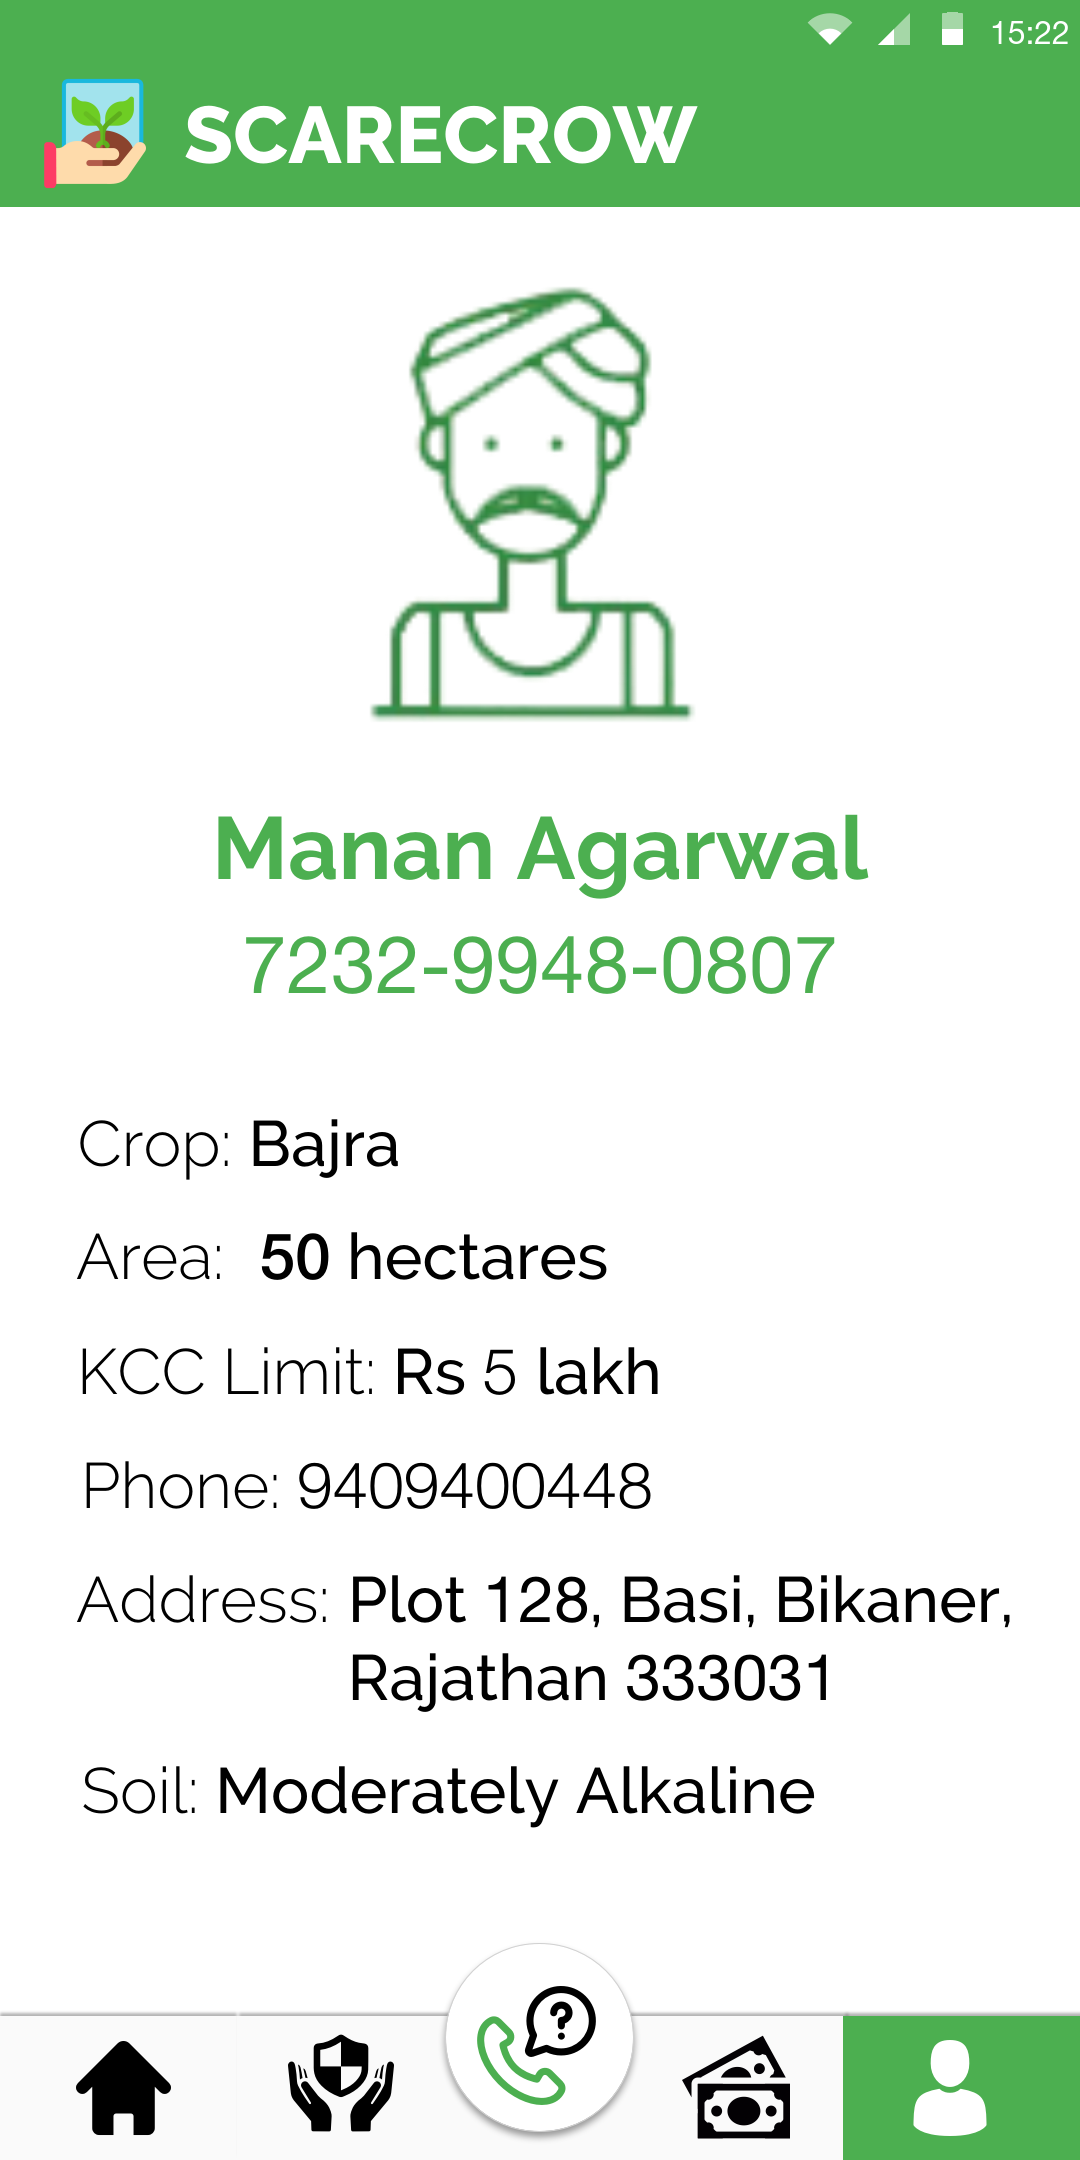 15:22
SCARECROW
Manan Agarwal
7232-9948-0807
Crop: Bajra
Area: 50 hectares
KCC Limit: Rs 5 lakh
Phone: 9409400448
Address: Plot 128, Basi, Bikaner,
Rajathan 333031
Soil: Moderately Alkaline
?